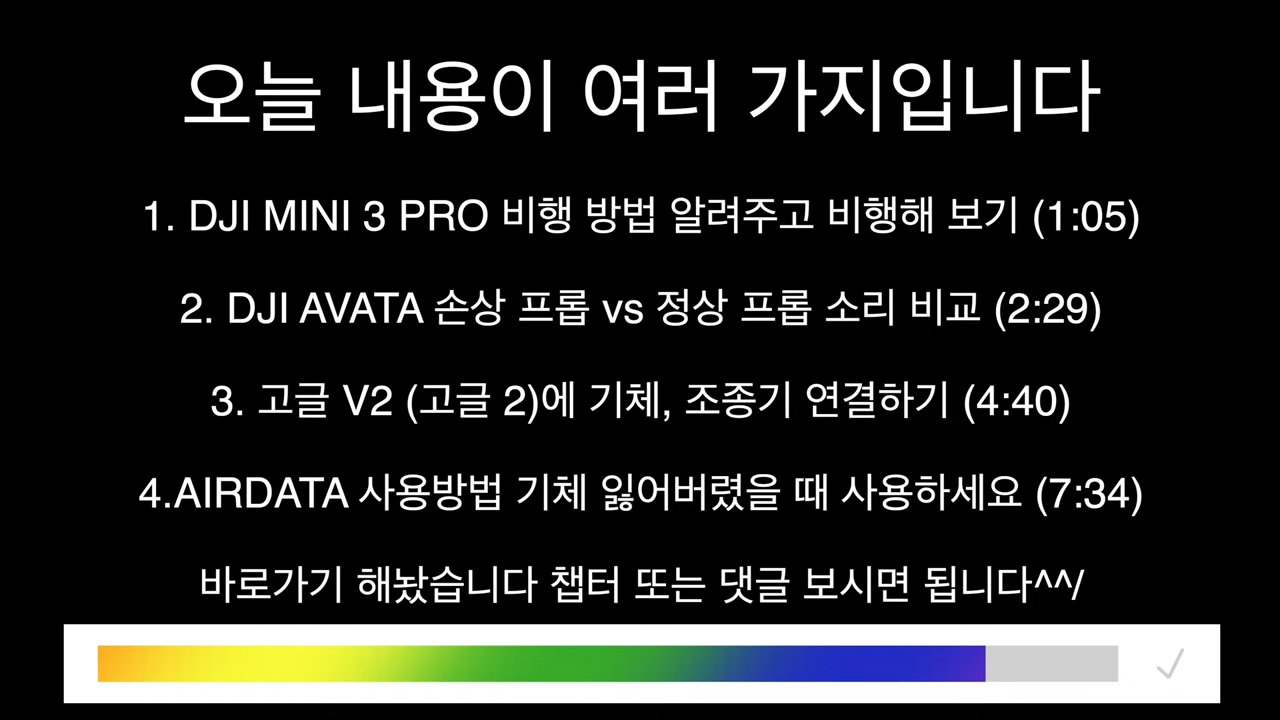 오늘 내용이 여러 가지입니다
1. DJI MINI 3 PRO 비행 방법 알려주고 비행해 보기 (1:05)
2. DJI AVATA 손상 프롭 vs 정상 프롭 소리 비교 (2:29)
3. 고글 V2 (고글 2)에 기체, 조종기 연결하기 (4:40)
4.AIRDATA 사용방법 기체 잃어버렸을 때 사용하세요 (7:34)
바로가기 해놨습니다 챕터 또는 댓글 보시면 됩니다^^/